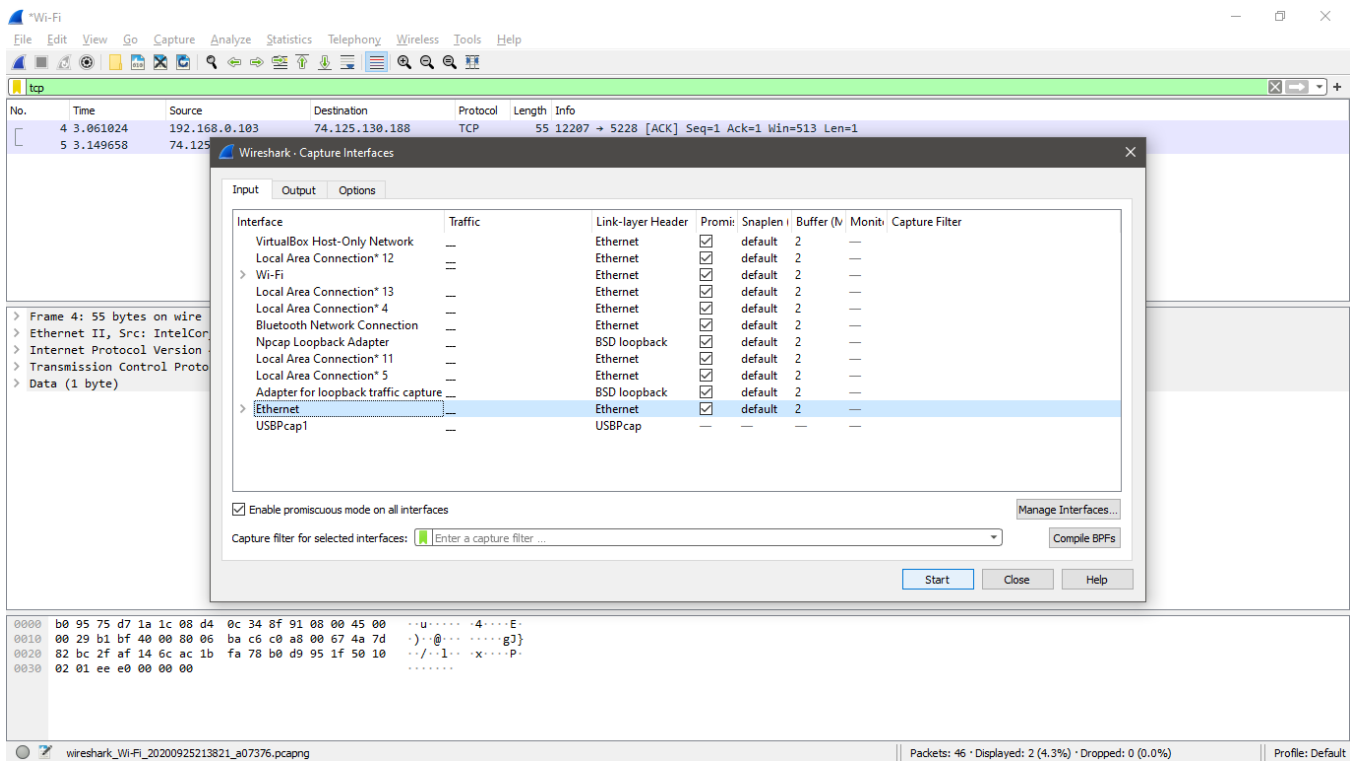 *Wi-Fi
File Edit View Go Capture Analyze Statistics Telephony Wireless Tools Help
tcp
No. Time Source Destination Protocol Length Info
4 3.061024 192.168.0.103 74.125.130.188 TCP 55 12207 → 5228 [ACK] Seq=1 Ack=1 Win=513 Len=1
5 3.149658 74.125
Wireshark · Capture Interfaces
Input Output Options
Interface Traffic Link-layer Header Promis Snaplen ( Buffer (M Monit Capture Filter
VirtualBox Host-Only Network Ethernet default 2 —
Local Area Connection* 12 Ethernet default 2 —
Wi-Fi Ethernet default 2 —
Local Area Connection* 13 Ethernet default 2 —
Local Area Connection* 4 Ethernet default 2 —
Bluetooth Network Connection Ethernet default 2 —
Npcap Loopback Adapter BSD loopback default 2 —
Local Area Connection* 11 Ethernet default 2 —
Local Area Connection* 5 Ethernet default 2 —
Adapter for loopback traffic capture BSD loopback default 2 —
Ethernet Ethernet default 2 —
USBPcap1 USBPcap — — — —
Enable promiscuous mode on all interfaces Manage Interfaces...
Capture filter for selected interfaces: Enter a capture filter ... Compile BPFs
Start Close Help
Frame 4: 55 bytes on wire
Ethernet II, Src: IntelCor
Internet Protocol Version
Transmission Control Proto
Data (1 byte)
0000 b0 95 75 d7 1a 1c 08 d4 0c 34 8f 91 08 00 45 00 ··u····· ·4····E·
0010 00 29 b1 bf 40 00 80 06 ba c6 c0 a8 00 67 4a 7d ·)··@··· ·····gJ}
0020 82 bc 2f af 14 6c ac 1b fa 78 b0 d9 95 1f 50 10 ··/··l·· ·x····P·
0030 02 01 ee e0 00 00 00 ·······
wireshark_Wi-Fi_20200925213821_a07376.pcapng Packets: 46 · Displayed: 2 (4.3%) · Dropped: 0 (0.0%) Profile: Default